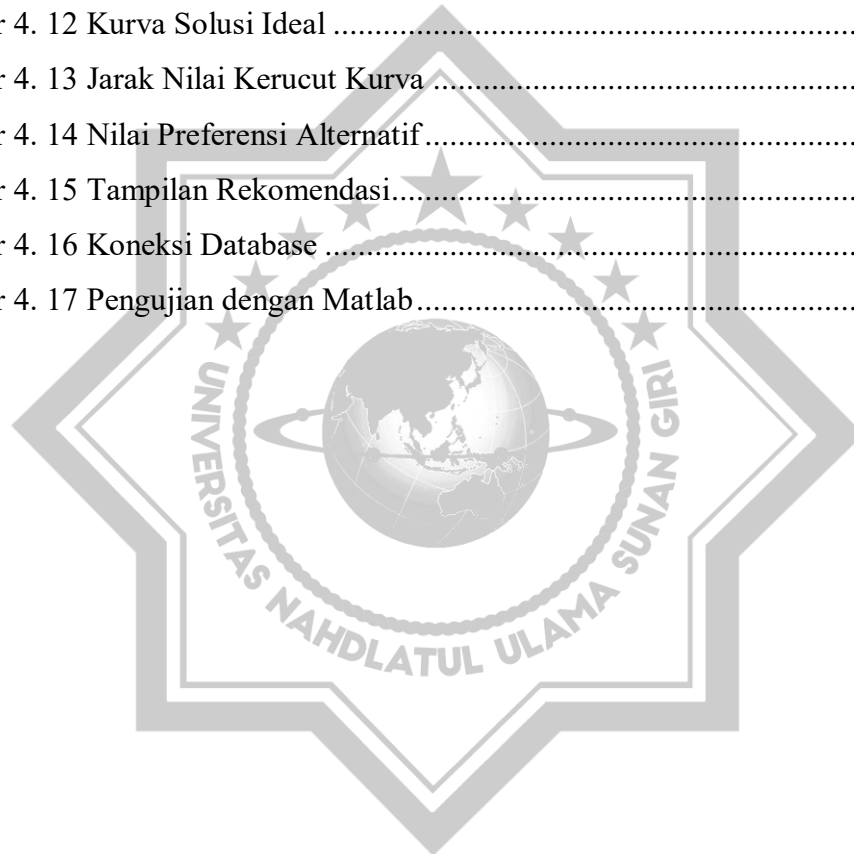 r 4. 12 Kurva Solusi Ideal ...............................................................
r 4. 13 Jarak Nilai Kerucut Kurva ...................................................
r 4. 14 Nilai Preferensi Alternatif ....................................................
r 4. 15 Tampilan Rekomendasi........................................................
r 4. 16 Koneksi Database ................................................................
r 4. 17 Pengujian dengan Matlab.....................................................
UNIVERSITAS NAHDLATUL ULAMA SUNAN GIRI